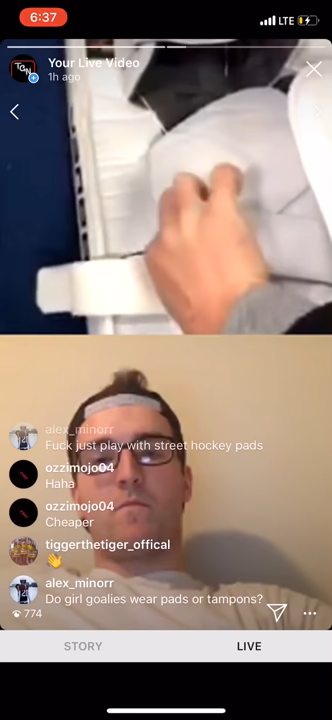 6:37
LTE
TGN
Your Live Video
1h ago
alex_minorr
Fuck just play with street hockey pads
ozzimojo04
Haha
ozzimojo04
Cheaper
tiggerthetiger_offical
👋
alex_minorr
Do girl goalies wear pads or tampons?
774
STORY
LIVE